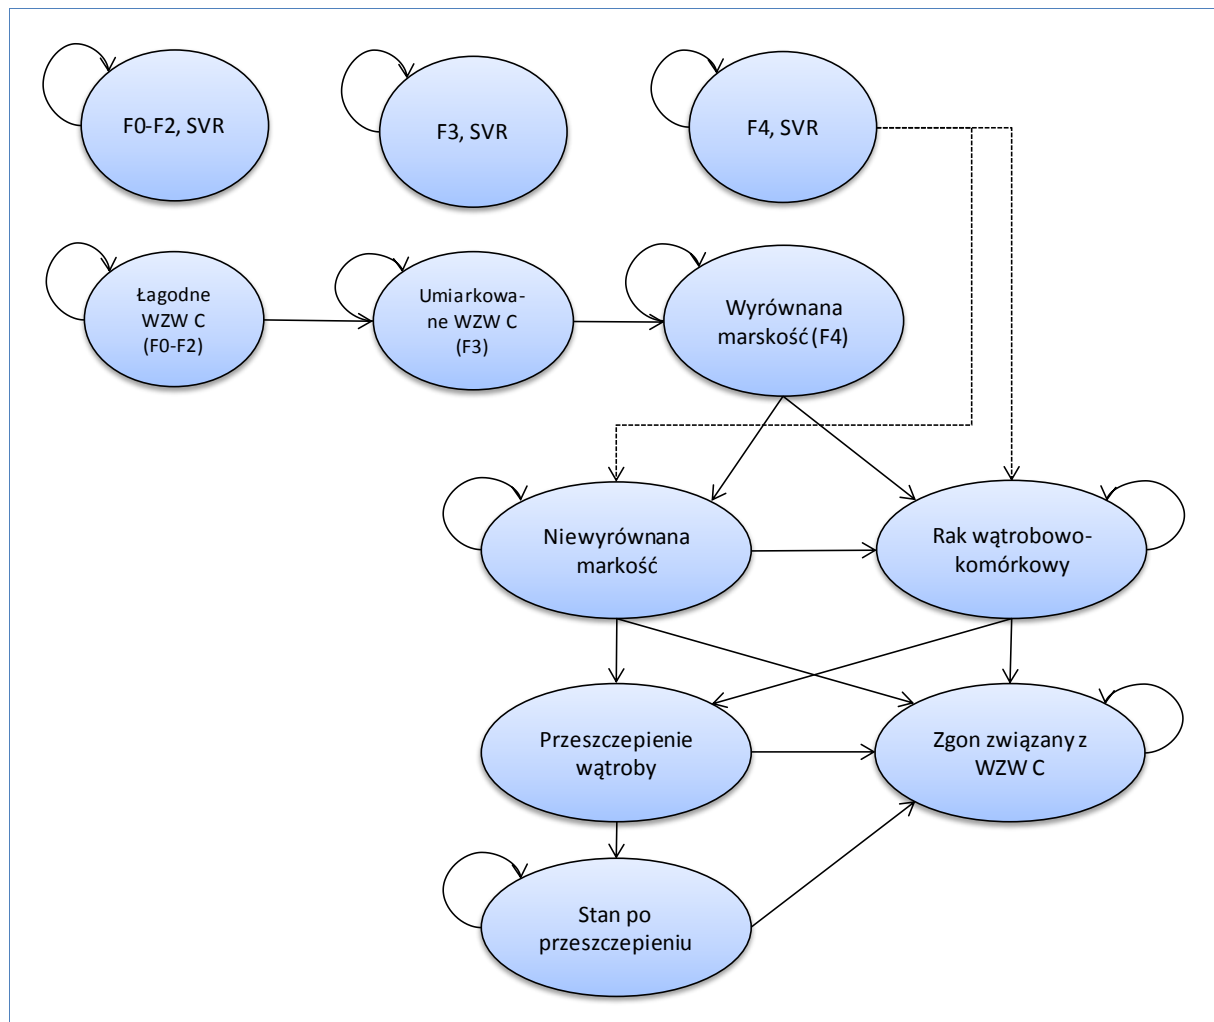 F0-F2, SVR
F3, SVR
F4, SVR
Łagodne
WZW C
(F0-F2)
Umiarkowa-
ne WZW C
(F3)
Wyrównana
marskość (F4)
Niewyrównana
markość
Rak wątrobowo-
komórkowy
Przeszczepienie
wątroby
Zgon związany z
WZW C
Stan po
przeszczepieniu